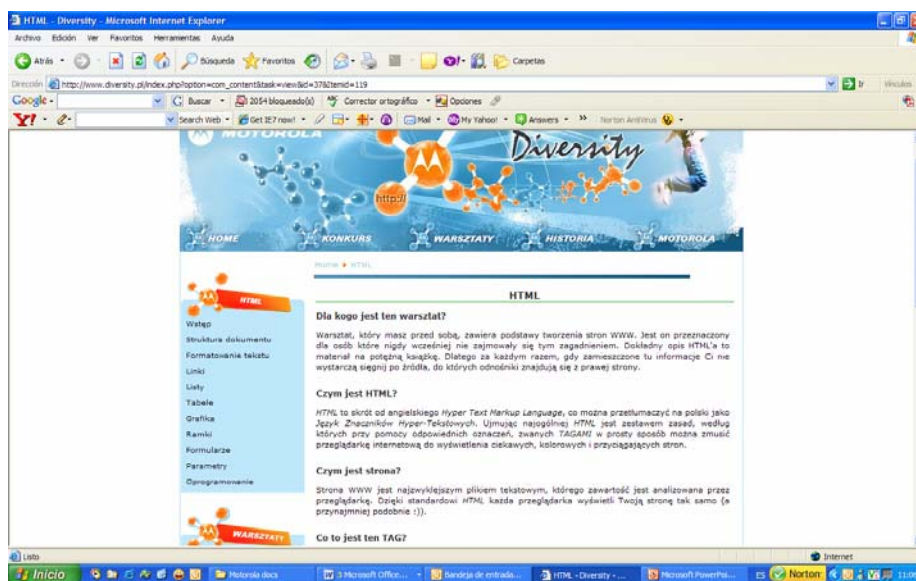 HTML - Diversity - Microsoft Internet Explorer
Archivo Edición Ver Favoritos Herramientas Ayuda
Atrás Búsqueda Favoritos Carpetas
Dirección http://www.diversity.pl/index.php?option=com_content&task=view&id=37&Itemid=119 Ir Vínculos
Google Buscar 2054 bloqueado(s) Corrector ortográfico Opciones
Y! Search Web Get IE7 now! Mail My Yahoo! Answers Norton AntiVirus
MOTOROLA
Diversity
http://
HOME KONKURS WARSZTATY HISTORIA MOTOROLA
Home HTML
HTML
Wstęp
Struktura dokumentu
Formatowanie tekstu
Linki
Listy
Tabele
Grafika
Ramki
Formularze
Parametry
Oprogramowanie
WARSZTATY
HTML
Dla kogo jest ten warsztat?
Warsztat, który masz przed sobą, zawiera podstawy tworzenia stron WWW. Jest on przeznaczony
dla osób które nigdy wcześniej nie zajmowały się tym zagadnieniem. Dokładny opis HTML'a to
materiał na potężną książkę. Dlatego za każdym razem, gdy zamieszczone tu informacje Ci nie
wystarczą sięgnij po źródła, do których odnośniki znajdują się z prawej strony.
Czym jest HTML?
HTML to skrót od angielskiego Hyper Text Markup Language, co można przetłumaczyć na polski jako
Język Znaczników Hyper-Tekstowych. Ujmując najogólniej HTML jest zestawem zasad, według
których przy pomocy odpowiednich oznaczeń, zwanych TAGAMI w prosty sposób można zmusić
przeglądarkę internetową do wyświetlenia ciekawych, kolorowych i przyciągających stron.
Czym jest strona?
Strona WWW jest najzwyklejszym plikiem tekstowym, którego zawartość jest analizowana przez
przeglądarkę. Dzięki standardowi HTML każda przeglądarka wyświetli Twoją stronę tak samo (a
przynajmniej podobnie :)).
Co to jest ten TAG?
Listo Internet
Inicio Motorola docs 3 Microsoft Office... Bandeja de entrada... HTML - Diversity - ... Microsoft PowerPoi... ES Norton